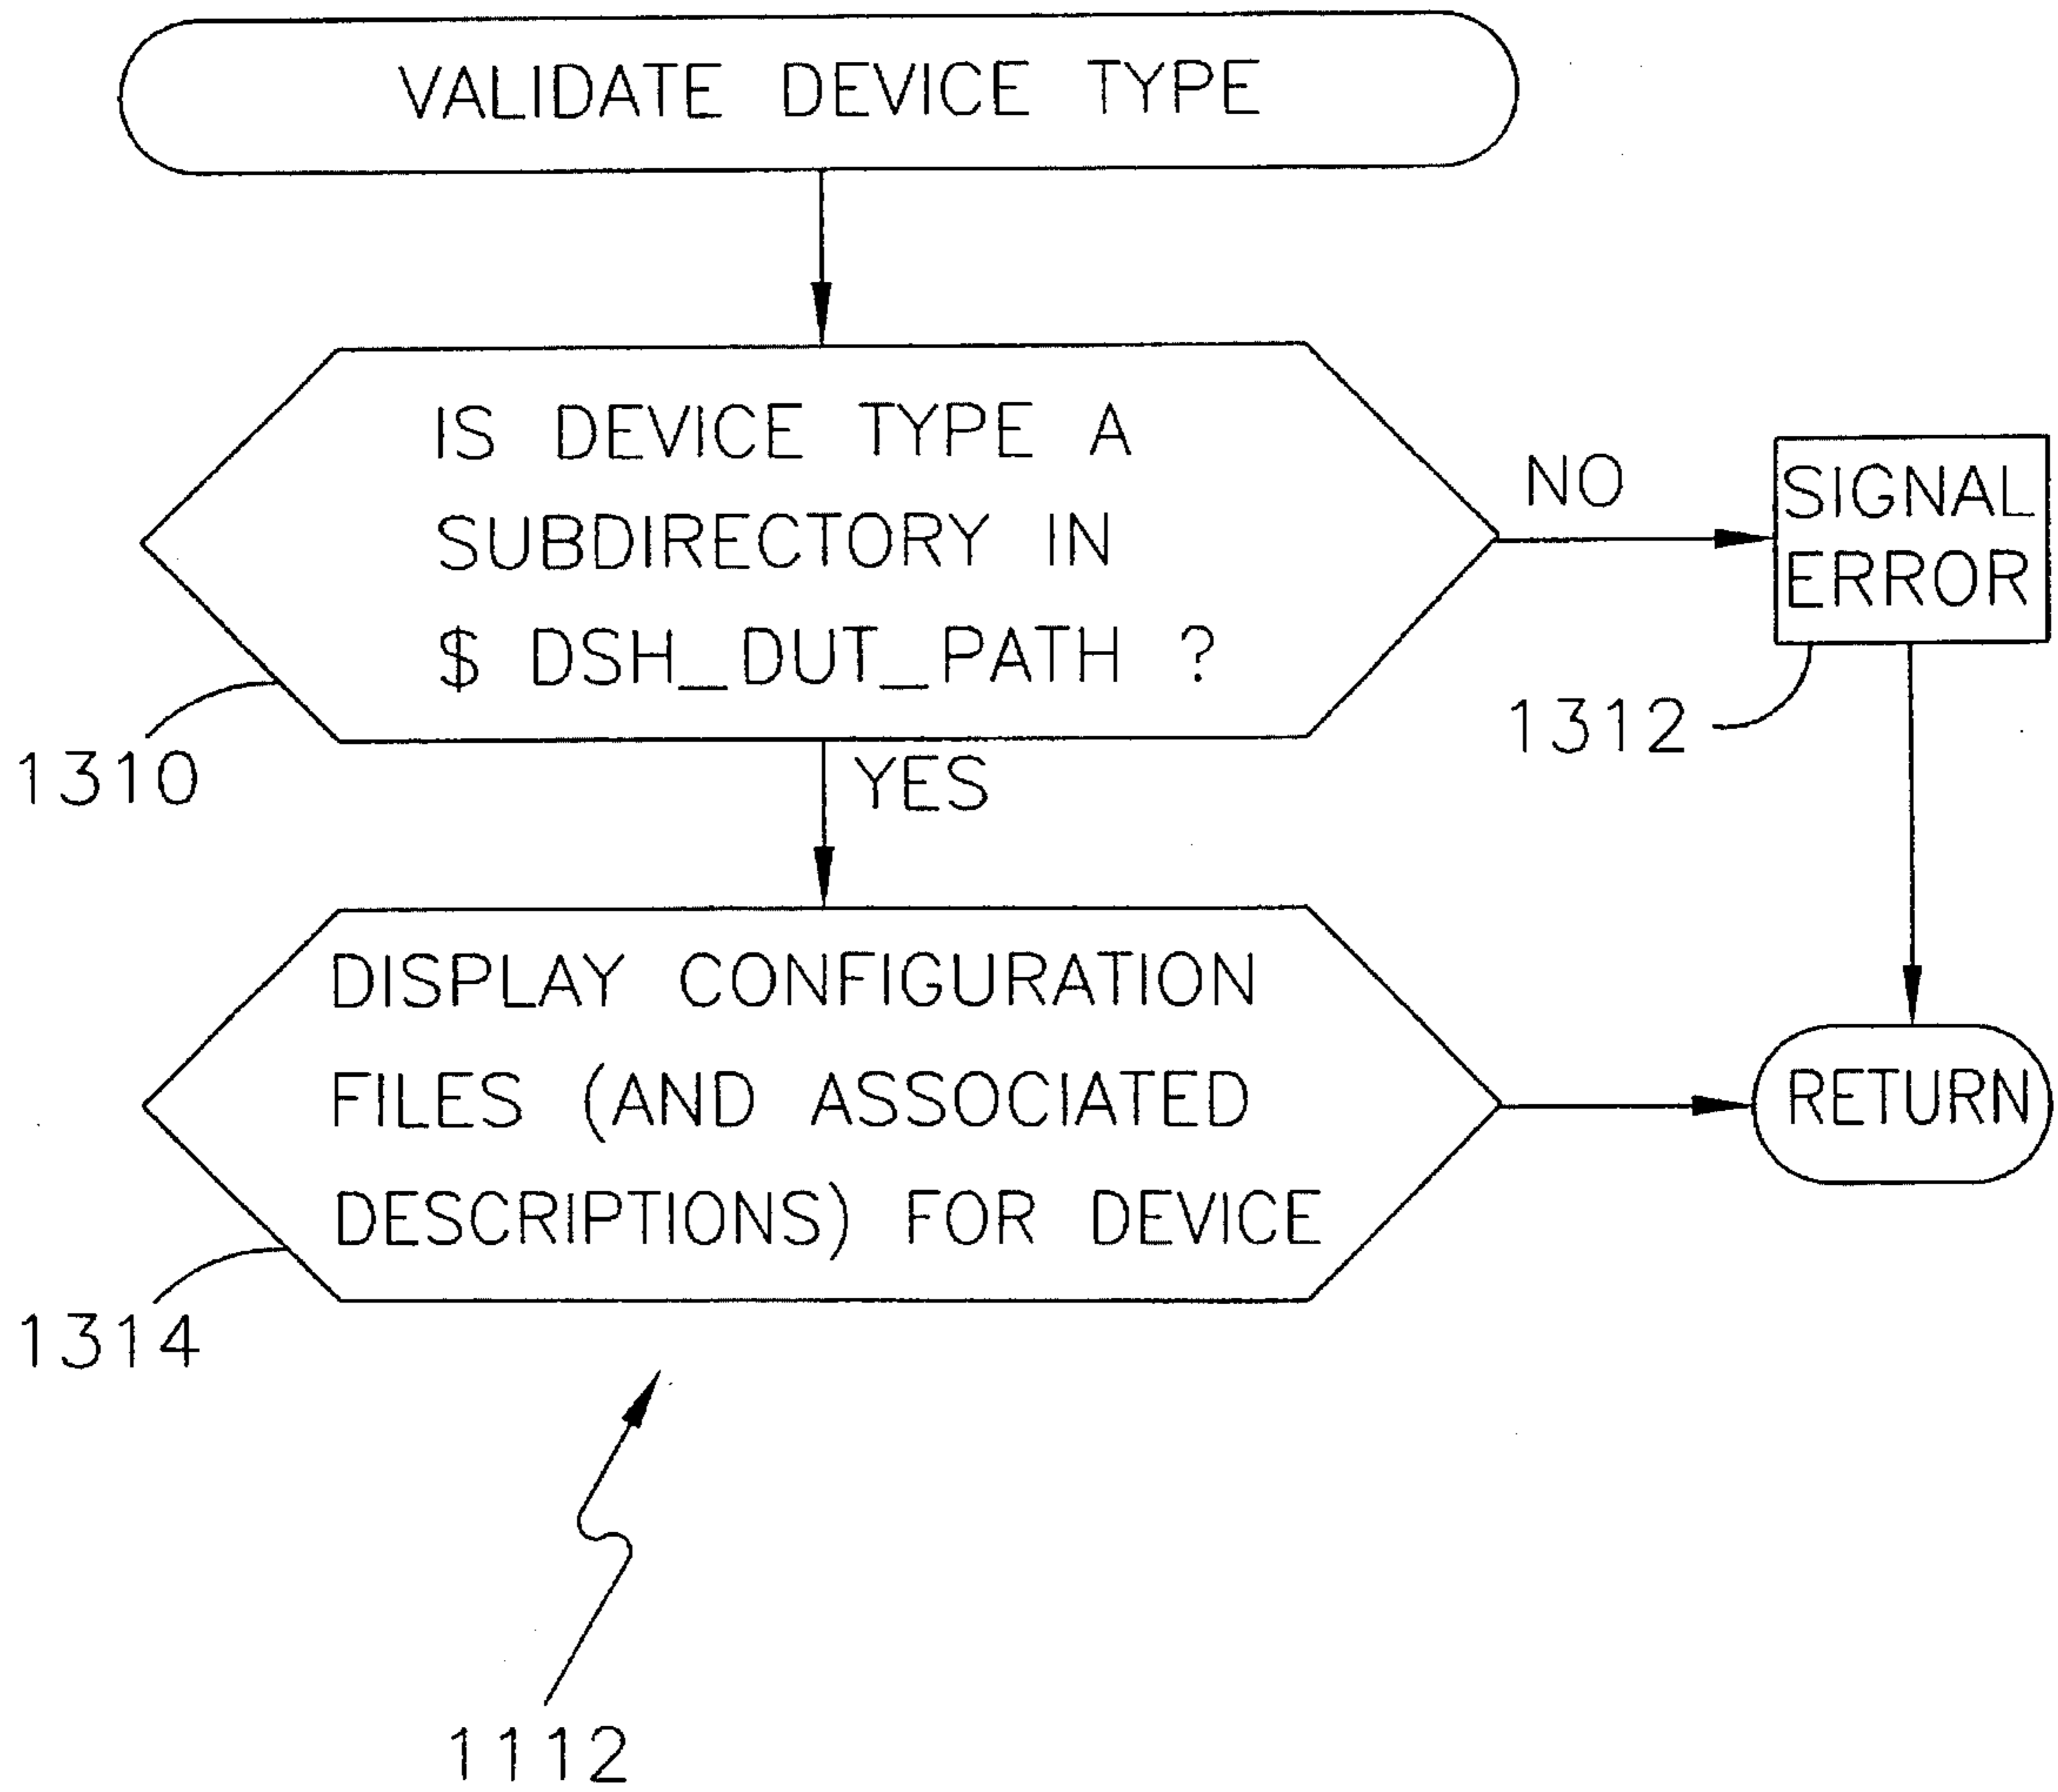 VALIDATE DEVICE TYPE
IS DEVICE TYPE A
SUBDIRECTORY IN
$ DSH_DUT_PATH ?
NO
SIGNAL
ERROR
1310
1312
YES
DISPLAY CONFIGURATION
FILES (AND ASSOCIATED
DESCRIPTIONS) FOR DEVICE
RETURN
1314
1112